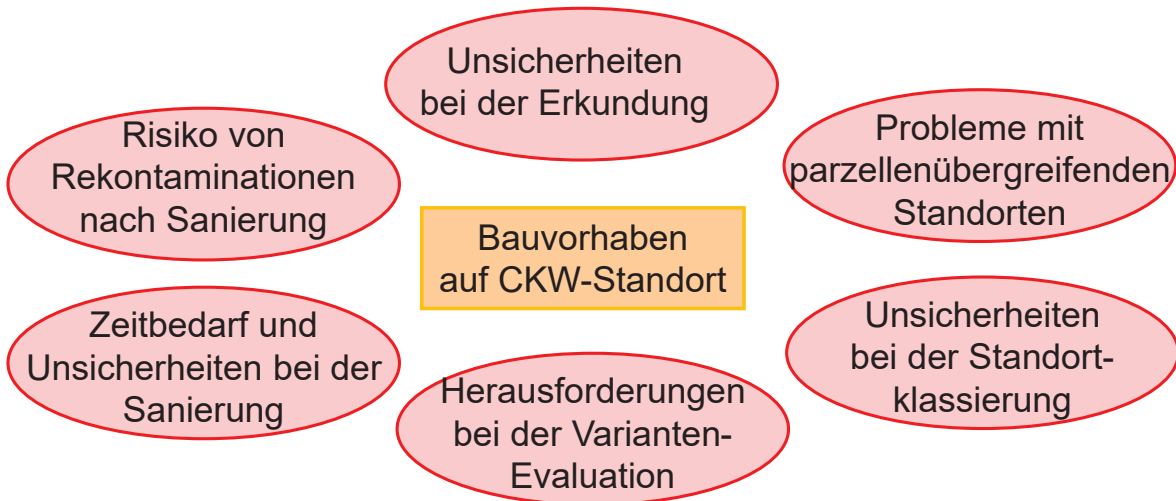 Unsicherheiten
bei der Erkundung
Risiko von
Rekontaminationen
nach Sanierung
Probleme mit
parzellenübergreifenden
Standorten
Bauvorhaben
auf CKW-Standort
Zeitbedarf und
Unsicherheiten bei der
Sanierung
Herausforderungen
bei der Varianten-
Evaluation
Unsicherheiten
bei der Standort-
klassierung